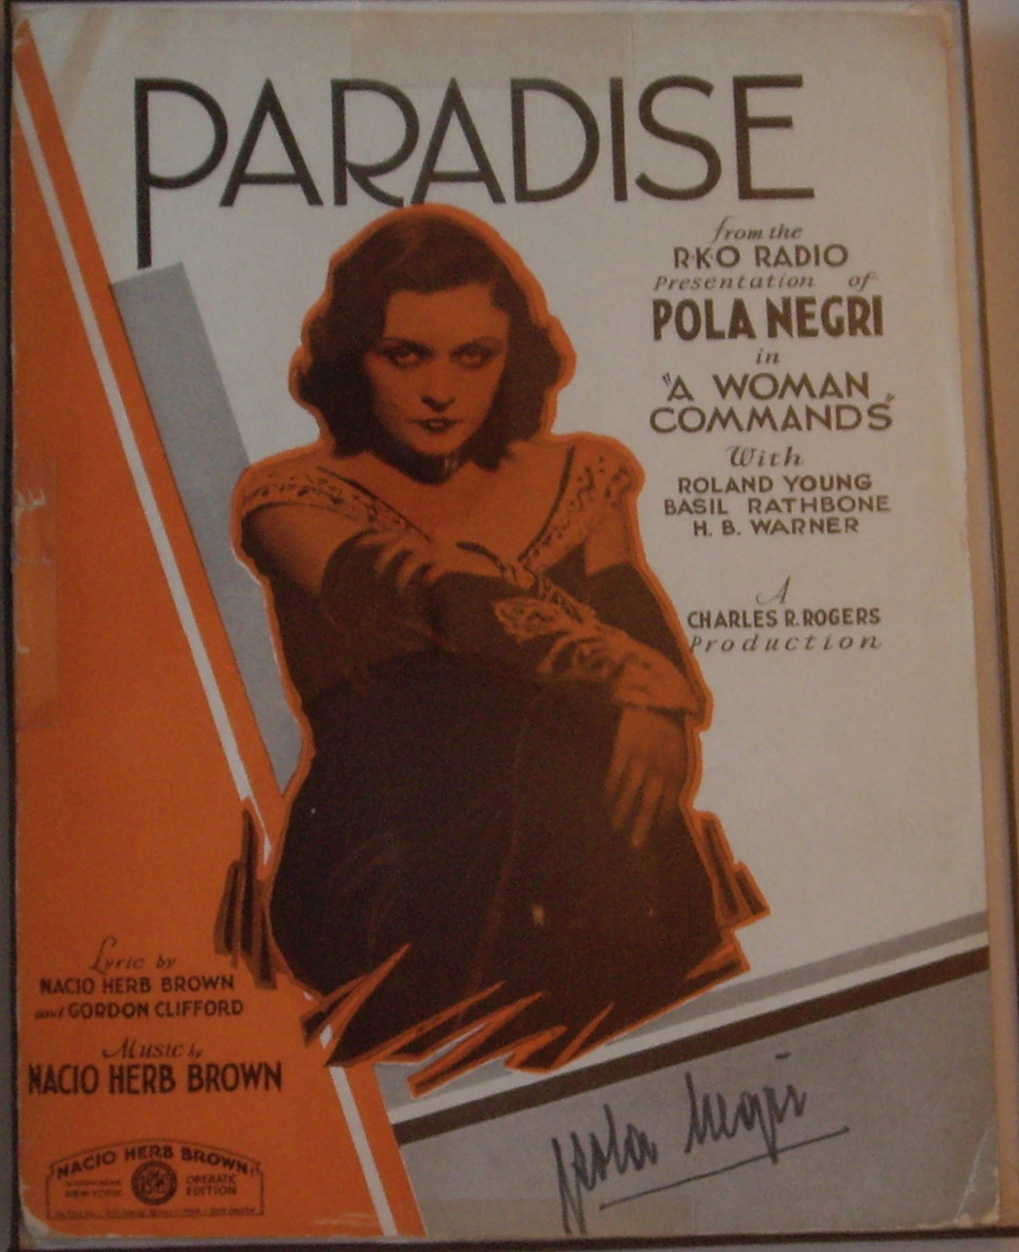 PARADISE
from the
R·K·O RADIO
Presentation of
POLA NEGRI
in
"A WOMAN
COMMANDS"
With
ROLAND YOUNG
BASIL RATHBONE
H. B. WARNER
A
CHARLES R. ROGERS
Production
Lyric by
NACIO HERB BROWN
and GORDON CLIFFORD
Music by
NACIO HERB BROWN
Pola Negri
NACIO HERB BROWN
NEW YORK
OPERATIC
EDITION